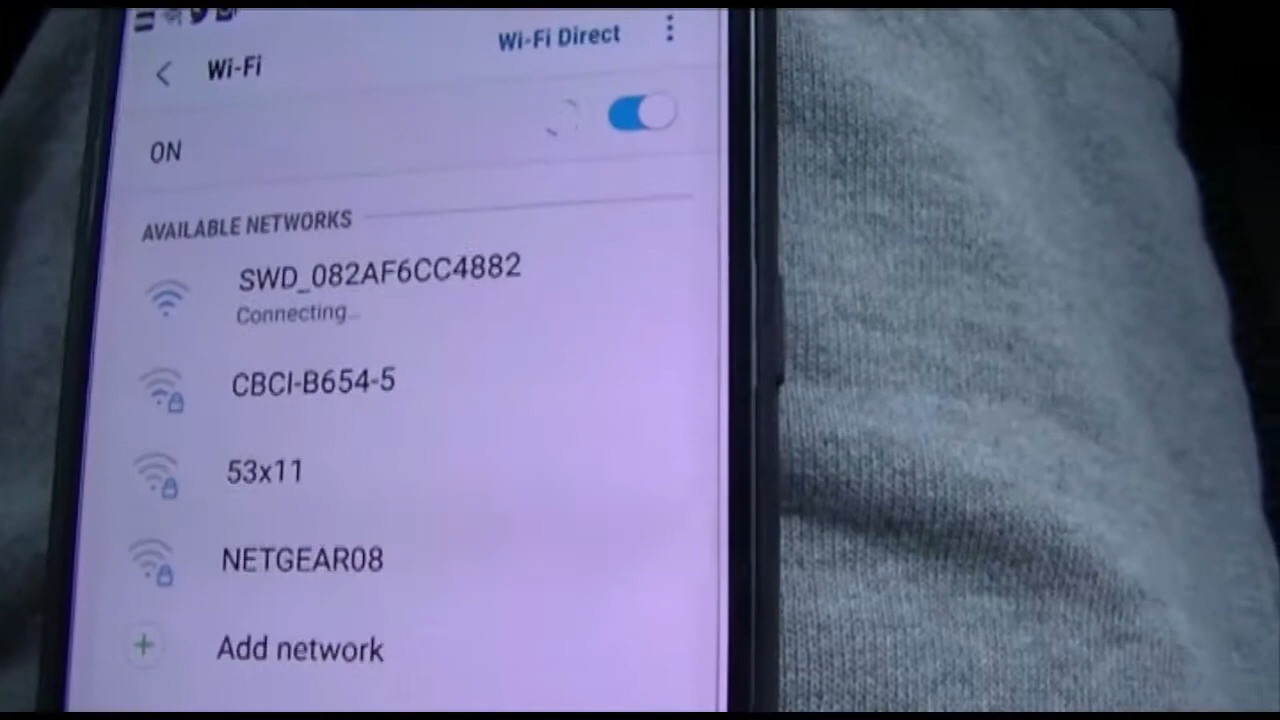 Wi-Fi Direct
Wi-Fi
ON
AVAILABLE NETWORKS
SWD_082AF6CC4882
Connecting...
CBCI-B654-5
53x11
NETGEAR08
Add network